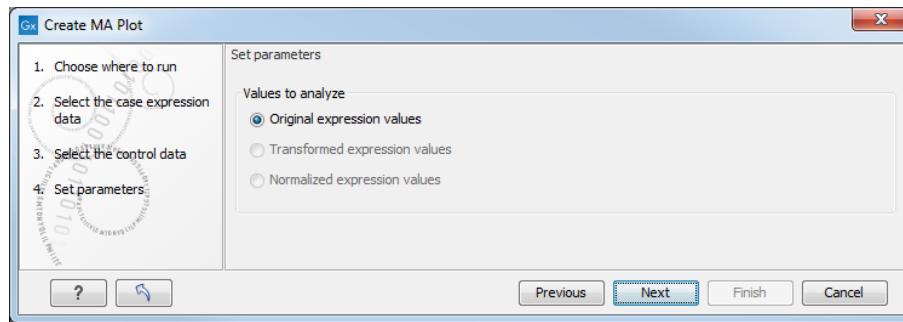 Gx Create MA Plot
1. Choose where to run
2. Select the case expression
data
3. Select the control data
4. Set parameters
Set parameters
Values to analyze
Original expression values
Transformed expression values
Normalized expression values
? Previous Next Finish Cancel